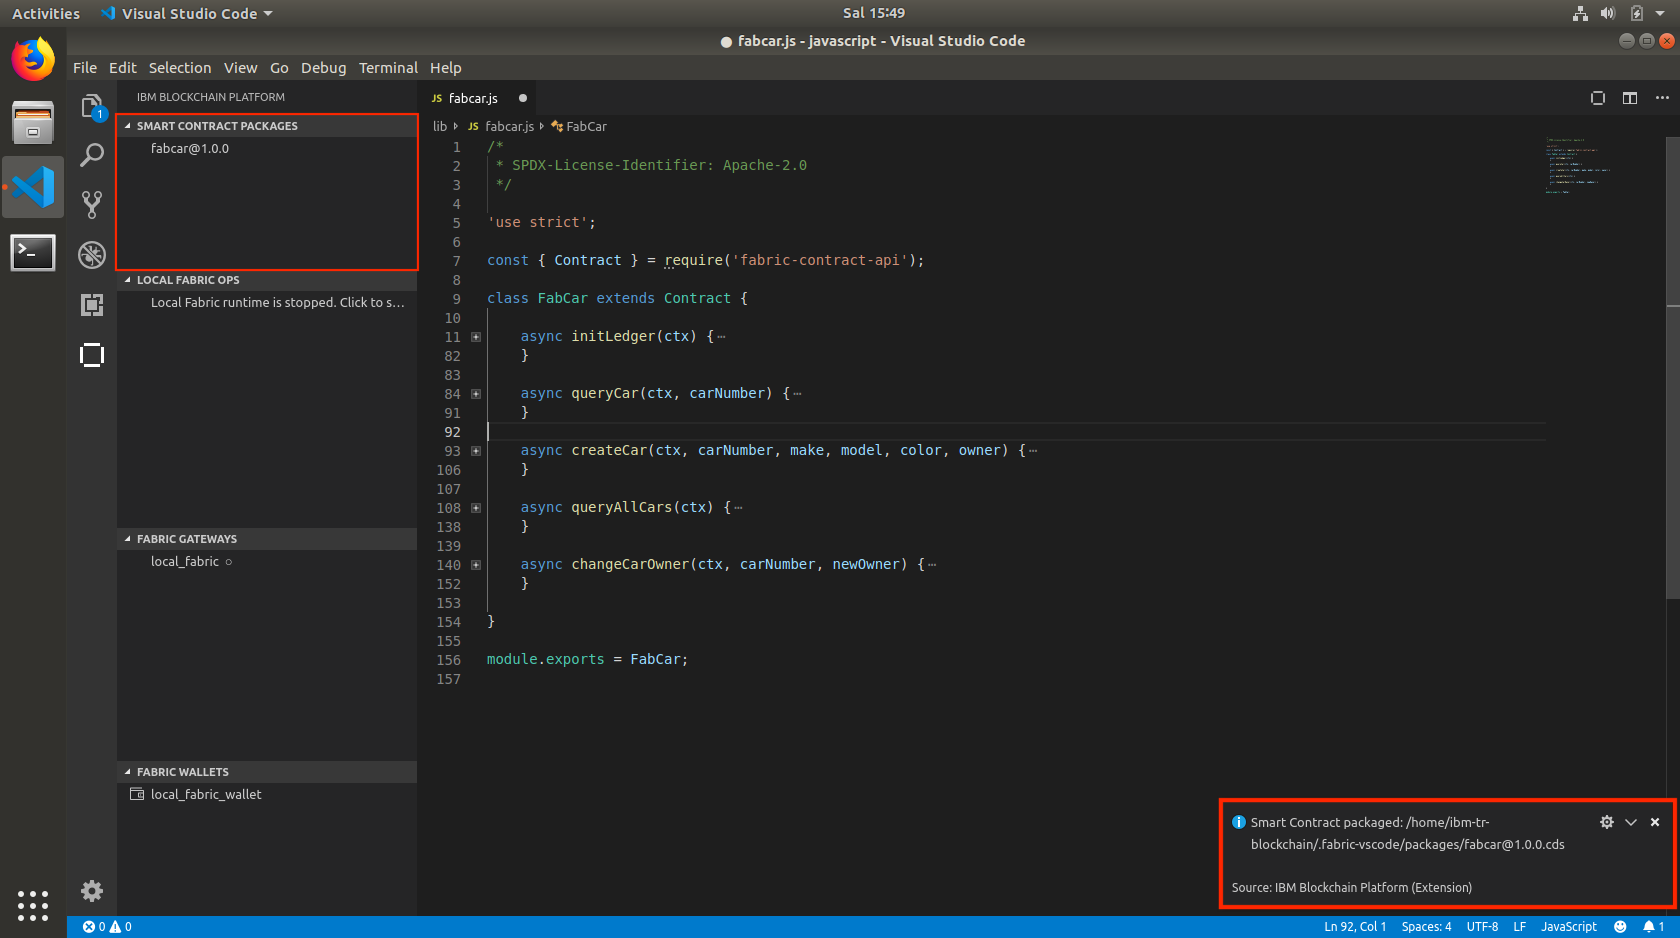 Activities
Visual Studio Code
Sal 15:49
● fabcar.js - javascript - Visual Studio Code
File Edit Selection View Go Debug Terminal Help
1
IBM BLOCKCHAIN PLATFORM
SMART CONTRACT PACKAGES
fabcar@1.0.0
LOCAL FABRIC OPS
Local Fabric runtime is stopped. Click to s…
FABRIC GATEWAYS
local_fabric ○
FABRIC WALLETS
local_fabric_wallet
JS fabcar.js
lib JS fabcar.js FabCar
1 /*
2 * SPDX-License-Identifier: Apache-2.0
3 */
4
5 'use strict';
6
7 const { Contract } = require('fabric-contract-api');
8
9 class FabCar extends Contract {
10
11 async initLedger(ctx) {⋯
82 }
83
84 async queryCar(ctx, carNumber) {⋯
91 }
92
93 async createCar(ctx, carNumber, make, model, color, owner) {⋯
106 }
107
108 async queryAllCars(ctx) {⋯
138 }
139
140 async changeCarOwner(ctx, carNumber, newOwner) {⋯
152 }
153
154 }
155
156 module.exports = FabCar;
157
Smart Contract packaged: /home/ibm-tr-
blockchain/.fabric-vscode/packages/fabcar@1.0.0.cds
Source: IBM Blockchain Platform (Extension)
0 0
Ln 92, Col 1 Spaces: 4 UTF-8 LF JavaScript 1